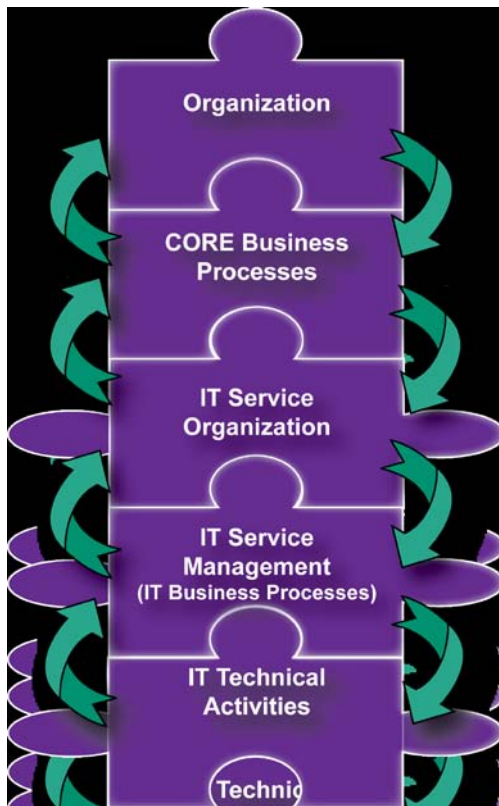 Organization
CORE Business
Processes
IT Service
Organization
IT Service
Management
(IT Business Processes)
IT Technical
Activities